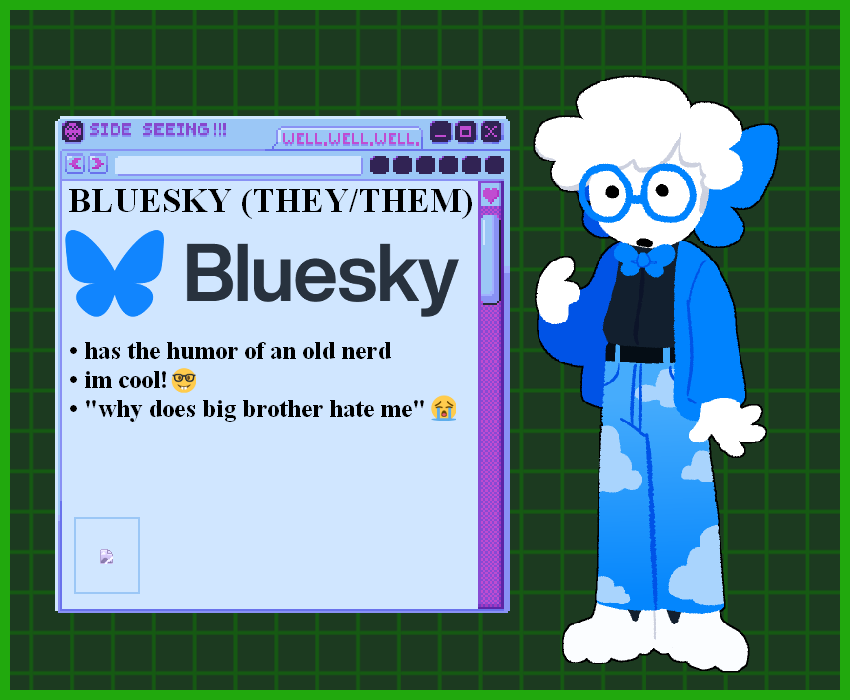 SIDE SEEING!!!
WELL.WELL.WELL.
BLUESKY (THEY/THEM)
Bluesky
• has the humor of an old nerd
• im cool! 🤓
• "why does big brother hate me" 😭